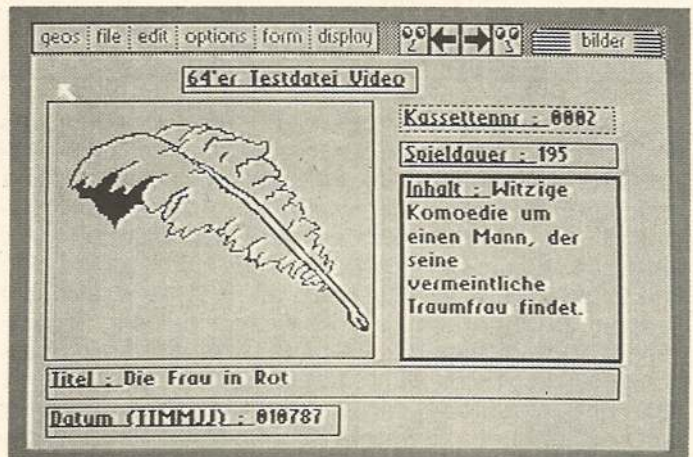 geos file edit options form display bilder
64'er Testdatei Video
Kassettennr : 0002
Spieldauer : 195
Inhalt : Witzige
Komoedie um
einen Mann, der
seine
vermeintliche
Traumfrau findet.
Titel : Die Frau in Rot
Datum (TTMMJJ) : 010787